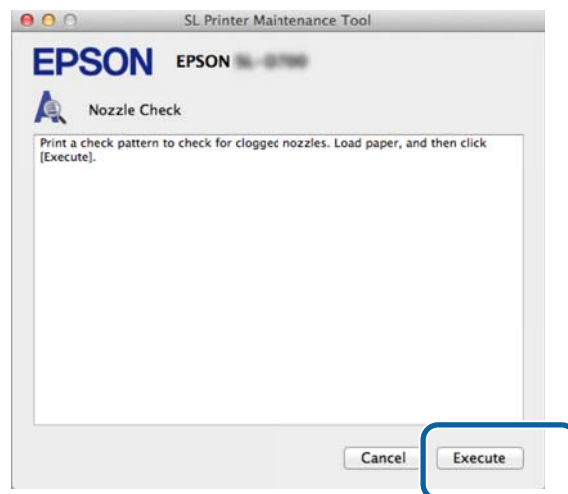 SL Printer Maintenance Tool
EPSON EPSON
Nozzle Check
Print a check pattern to check for clogged nozzles. Load paper, and then click
[Execute].
Cancel Execute